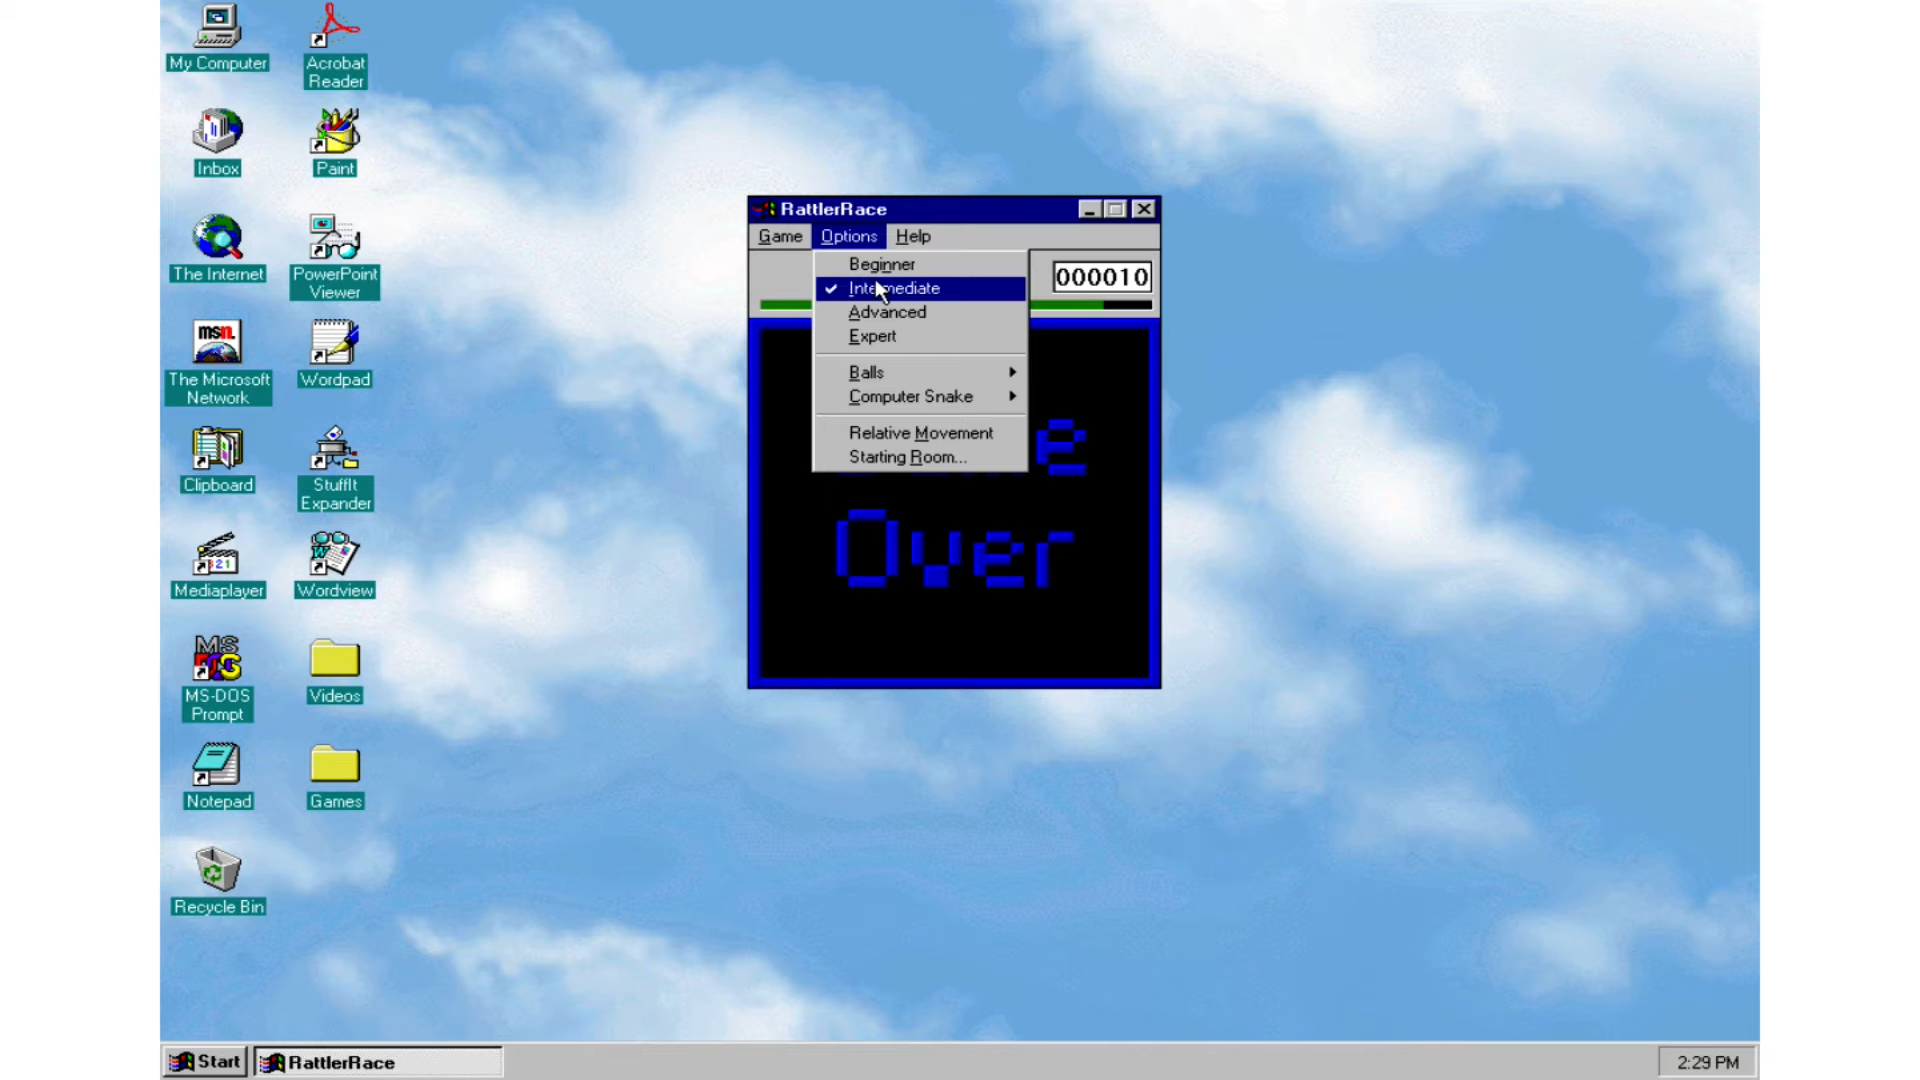 My Computer
Acrobat
Reader
Inbox
Paint
The Internet
PowerPoint
Viewer
msn.
The Microsoft
Network
Wordpad
Clipboard
StuffIt
Expander
Mediaplayer
Wordview
MS-DOS
Prompt
Videos
Notepad
Games
Recycle Bin
RattlerRace
Game Options Help
000010
Beginner
Intermediate
Advanced
Expert
Balls
Computer Snake
Relative Movement
Starting Room...
e
Over
Start
RattlerRace
2:29 PM